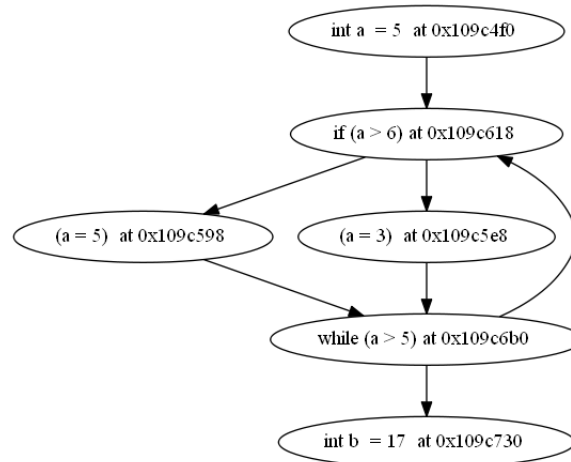 int a = 5 at 0x109c4f0
if (a > 6) at 0x109c618
(a = 5) at 0x109c598
(a = 3) at 0x109c5e8
while (a > 5) at 0x109c6b0
int b = 17 at 0x109c730